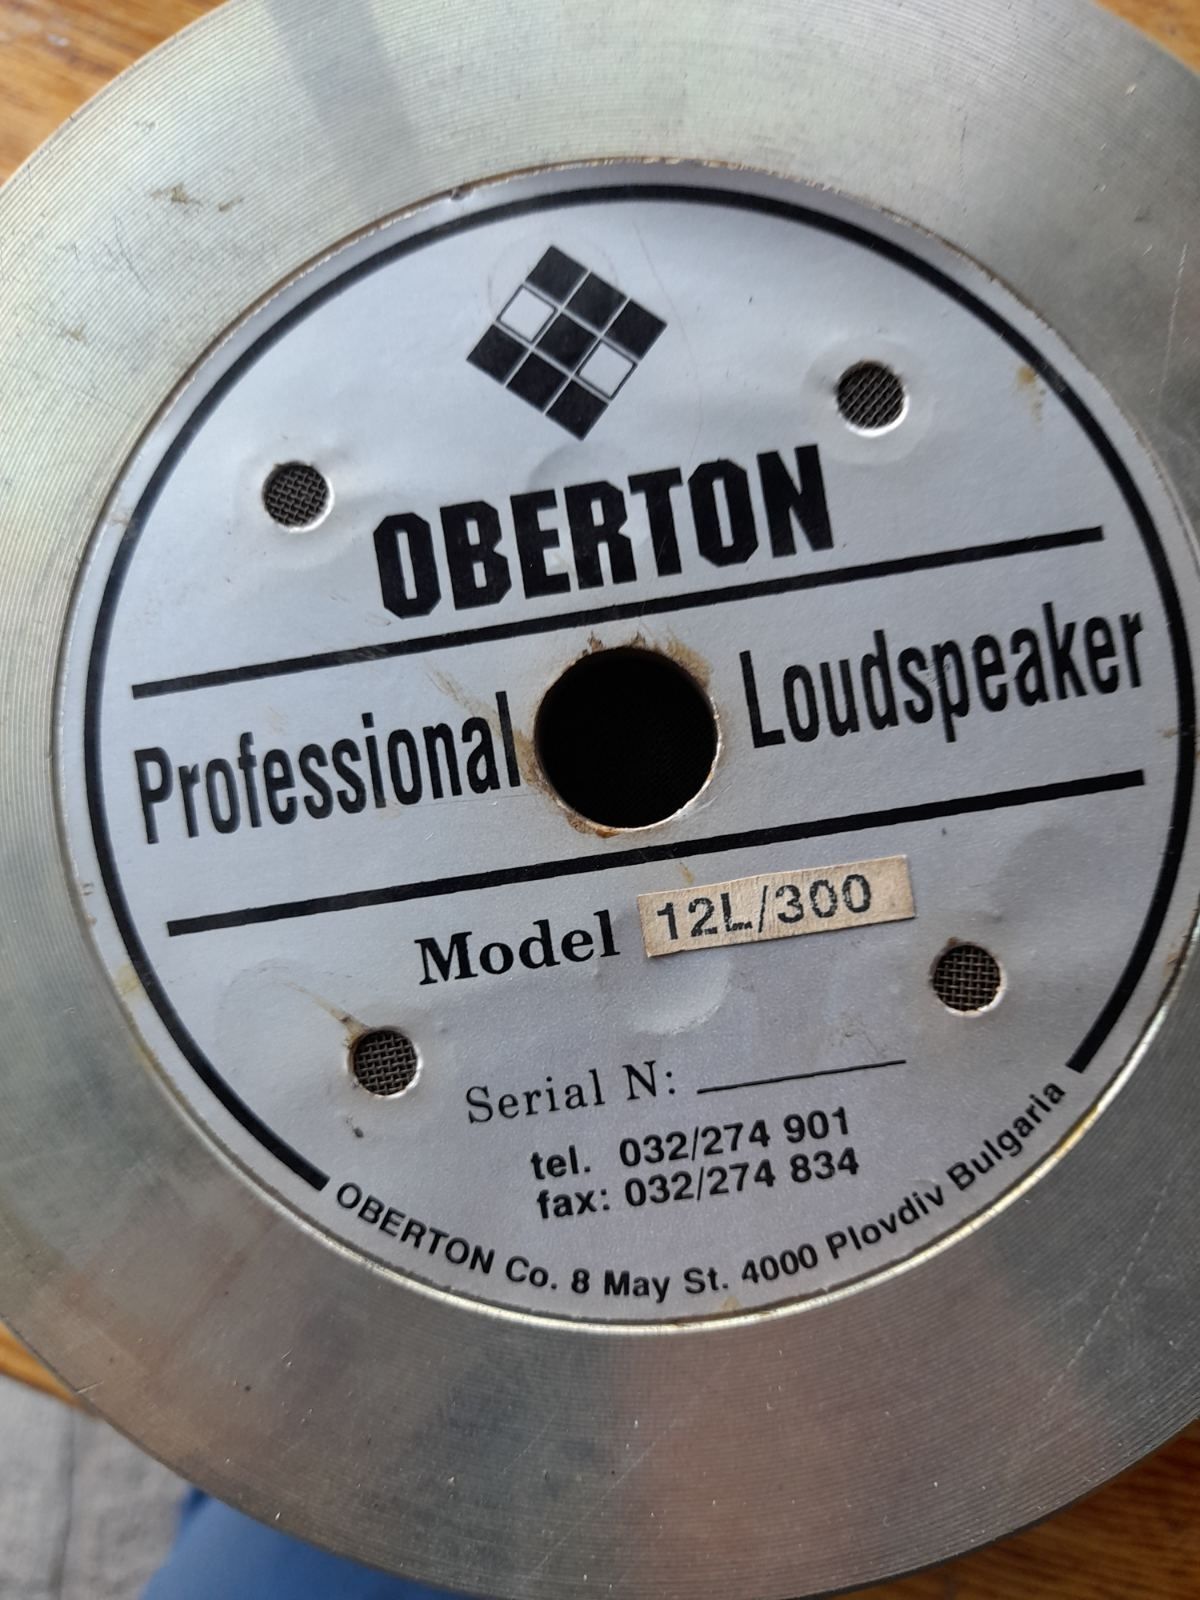 OBERTON
Professional Loudspeaker
Model 12L/300
Serial N:
tel. 032/274 901
fax: 032/274 834
OBERTON Co. 8 May St. 4000 Plovdiv Bulgaria